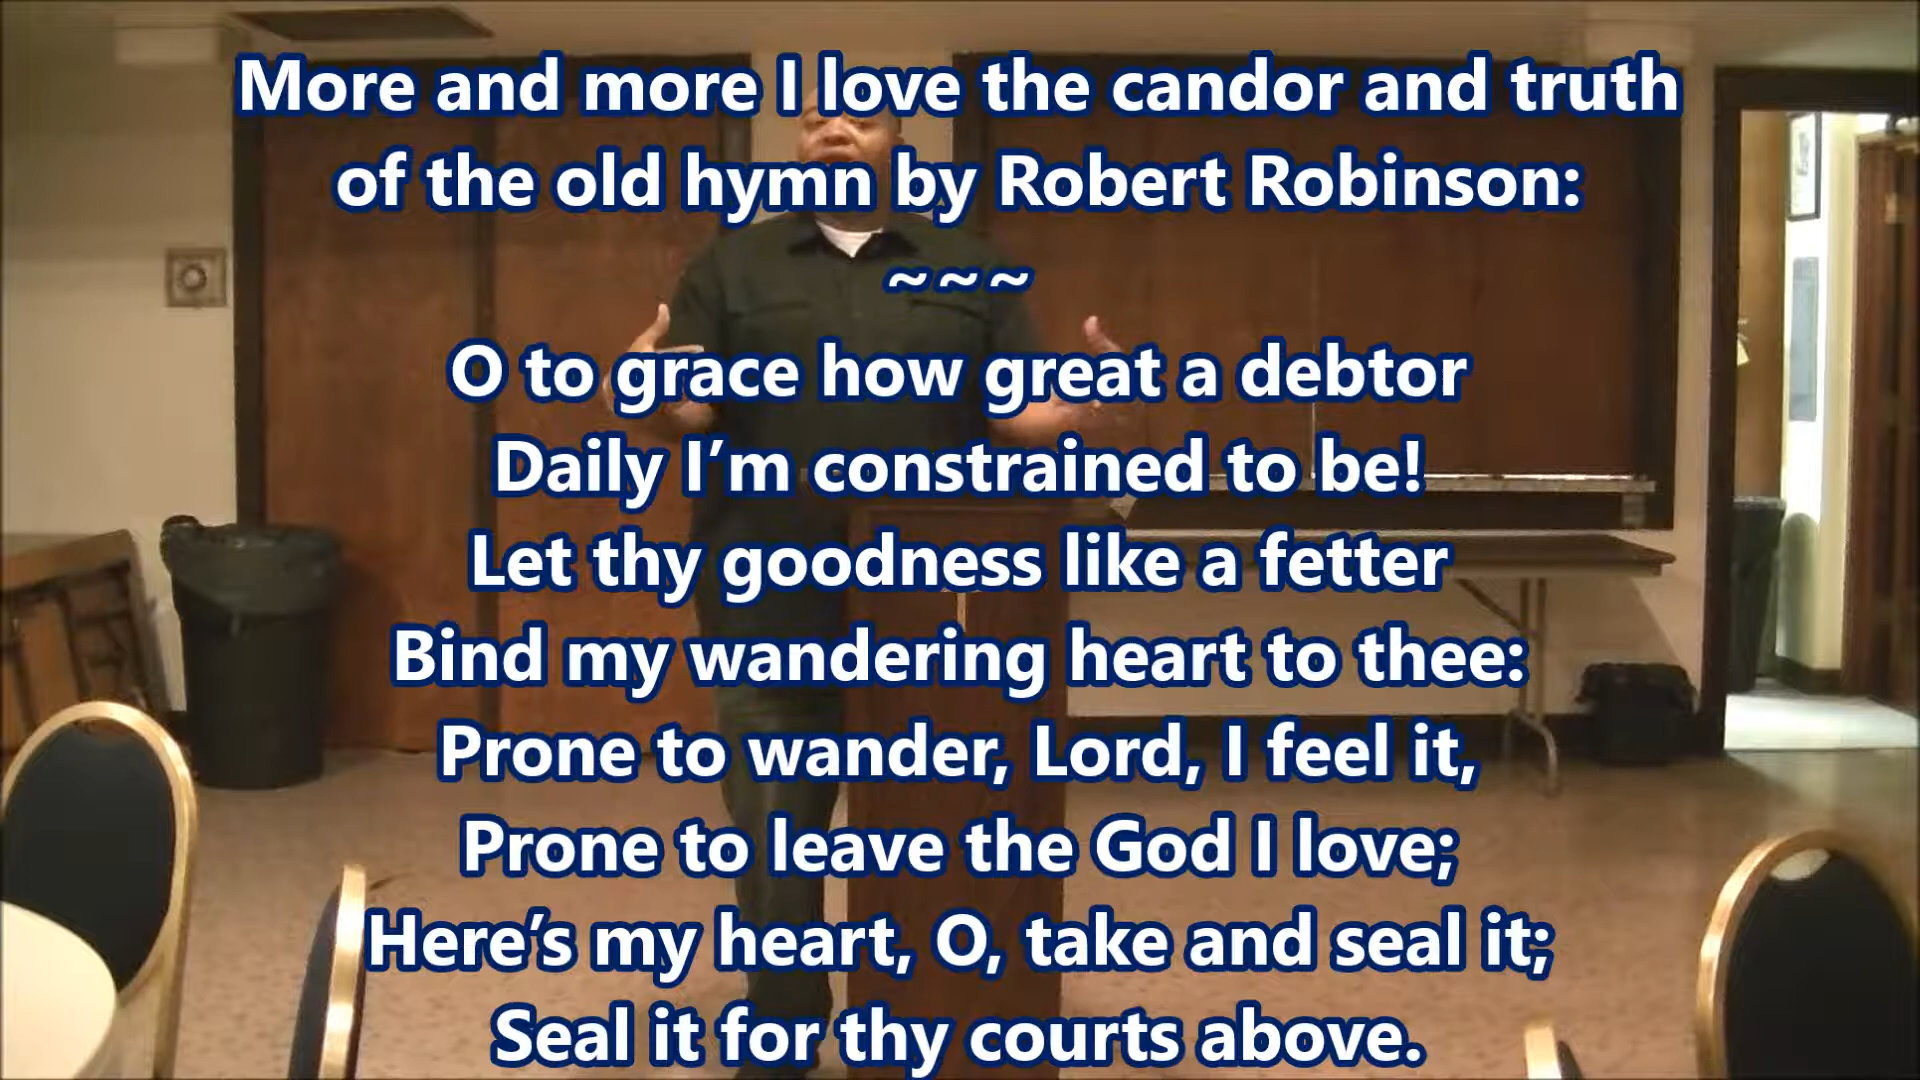 More and more I love the candor and truth
of the old hymn by Robert Robinson:
~~~
O to grace how great a debtor
Daily I’m constrained to be!
Let thy goodness like a fetter
Bind my wandering heart to thee:
Prone to wander, Lord, I feel it,
Prone to leave the God I love;
Here’s my heart, O, take and seal it;
Seal it for thy courts above.